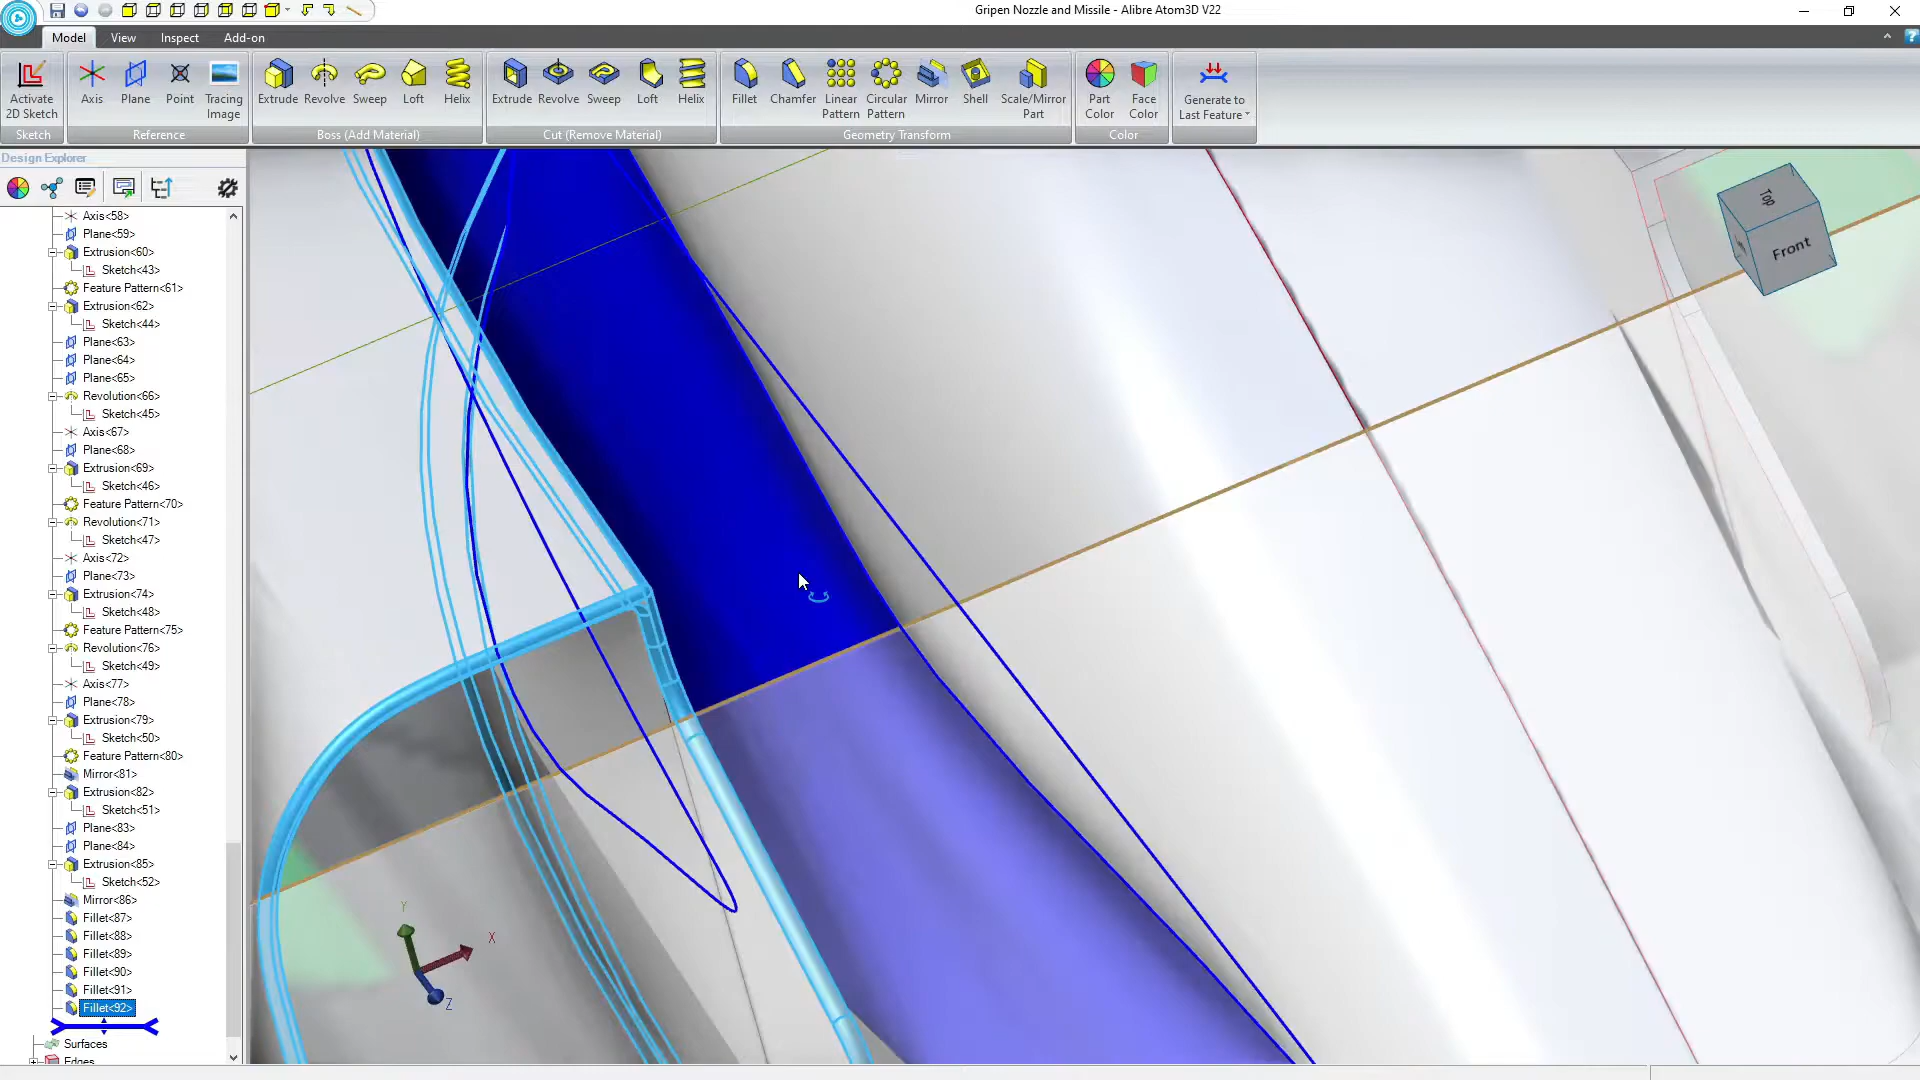 Gripen Nozzle and Missile - Alibre Atom3D V22
Model View Inspect Add-on
Activate 2D Sketch
Axis
Plane
Point
Tracing Image
Extrude
Revolve
Sweep
Loft
Helix
Extrude
Revolve
Sweep
Loft
Helix
Fillet
Chamfer
Linear Pattern
Circular Pattern
Mirror
Shell
Scale/Mirror Part
Part Color
Face Color
Generate to Last Feature
Sketch
Reference
Boss (Add Material)
Cut (Remove Material)
Geometry Transform
Color
Design Explorer
Axis<58>
Plane<59>
Extrusion<60>
Sketch<43>
Feature Pattern<61>
Extrusion<62>
Sketch<44>
Plane<63>
Plane<64>
Plane<65>
Revolution<66>
Sketch<45>
Axis<67>
Plane<68>
Extrusion<69>
Sketch<46>
Feature Pattern<70>
Revolution<71>
Sketch<47>
Axis<72>
Plane<73>
Extrusion<74>
Sketch<48>
Feature Pattern<75>
Revolution<76>
Sketch<49>
Axis<77>
Plane<78>
Extrusion<79>
Sketch<50>
Feature Pattern<80>
Mirror<81>
Extrusion<82>
Sketch<51>
Plane<83>
Plane<84>
Extrusion<85>
Sketch<52>
Mirror<86>
Fillet<87>
Fillet<88>
Fillet<89>
Fillet<90>
Fillet<91>
Fillet<92>
Surfaces
Edges
Top
Front
Y
X
Z